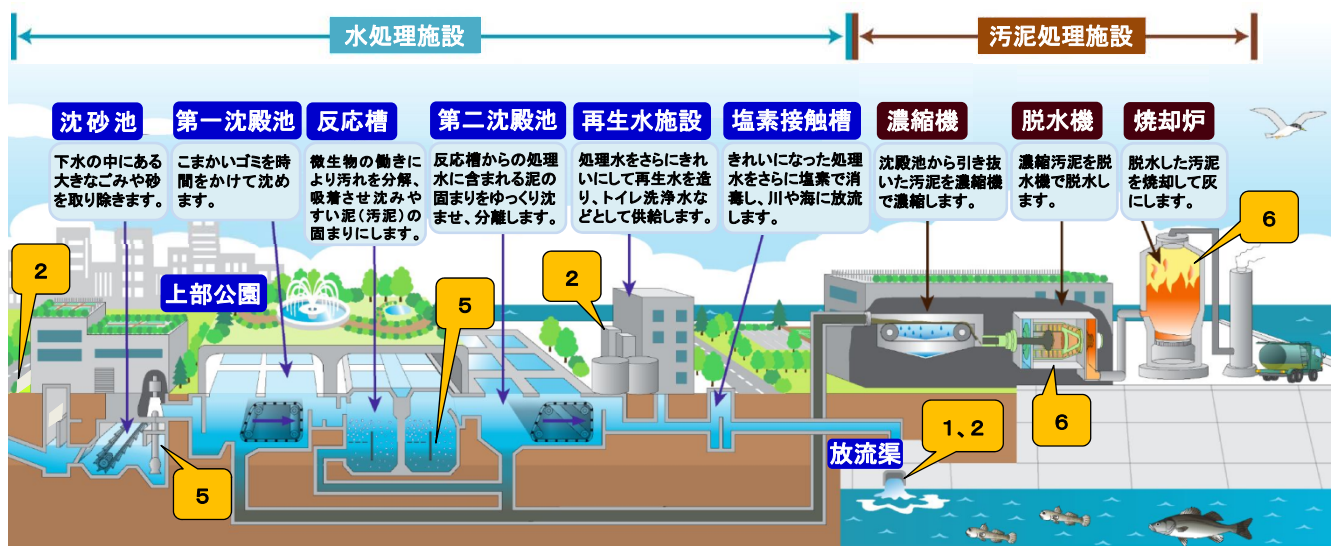 水処理施設
汚泥処理施設
沈砂池
下水の中にある
大きなごみや砂
を取り除きます。
第一沈殿池
こまかいゴミを時
間をかけて沈め
ます。
反応槽
微生物の働きに
より汚れを分解、
吸着させ沈みや
すい泥(汚泥)の
固まりにします。
第二沈殿池
反応槽からの処理
水に含まれる泥の
固まりをゆっくり沈
ませ、分離します。
再生水施設
処理水をさらにきれ
いにして再生水を造
り、トイレ洗浄水な
どとして供給します。
塩素接触槽
きれいになった処理
水をさらに塩素で消
毒し、川や海に放流
します。
濃縮機
沈殿池から引き抜
いた汚泥を濃縮機
で濃縮します。
脱水機
濃縮汚泥を脱
水機で脱水し
ます。
焼却炉
脱水した汚泥
を焼却して灰
にします。
2
上部公園
5
2
6
5
放流渠
1、2
6